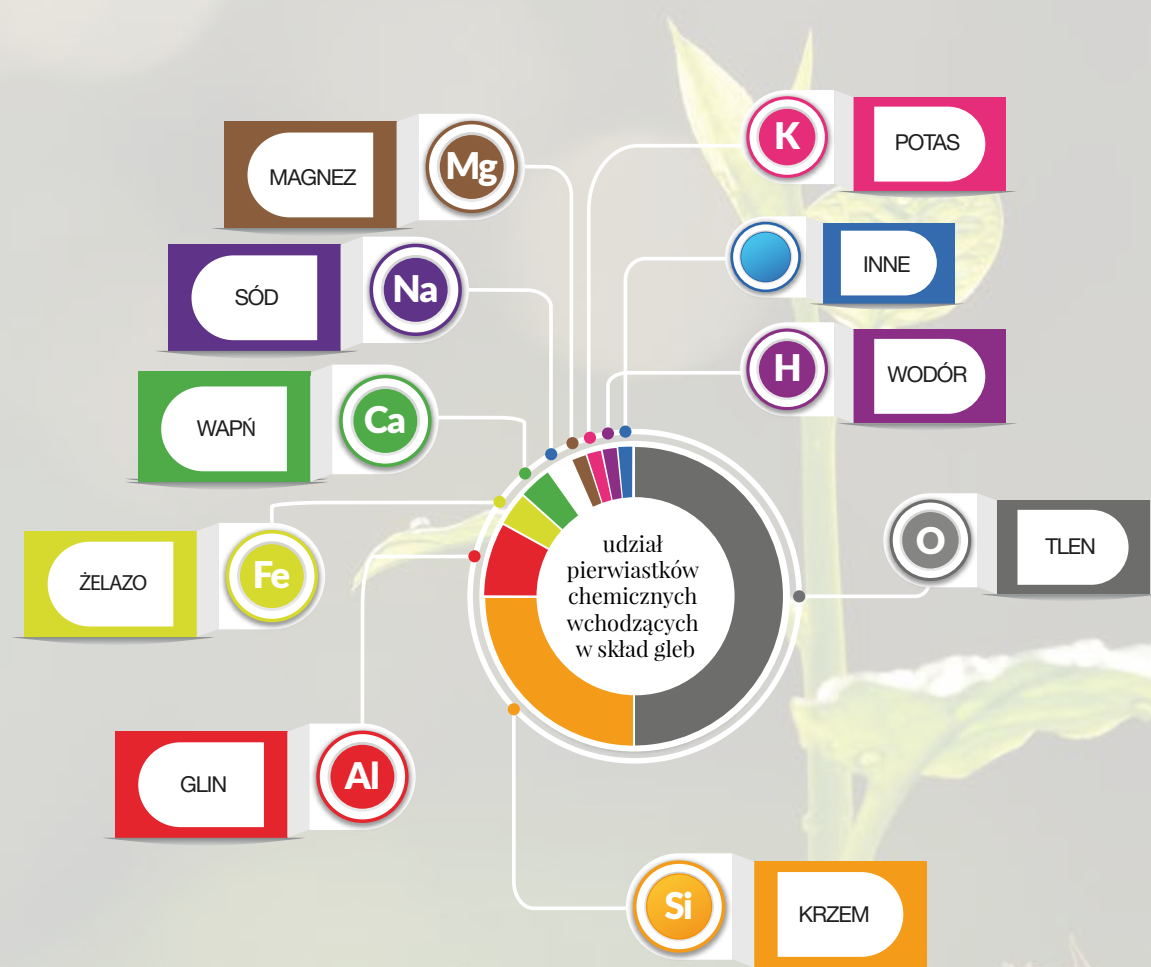 K
POTAS
MAGNEZ
Mg
INNE
SÓD
Na
H
WODÓR
WAPŃ
Ca
O
TLEN
ŻELAZO
Fe
udział
pierwiastków
chemicznych
wchodzących
w skład gleb
GLIN
Al
Si
KRZEM